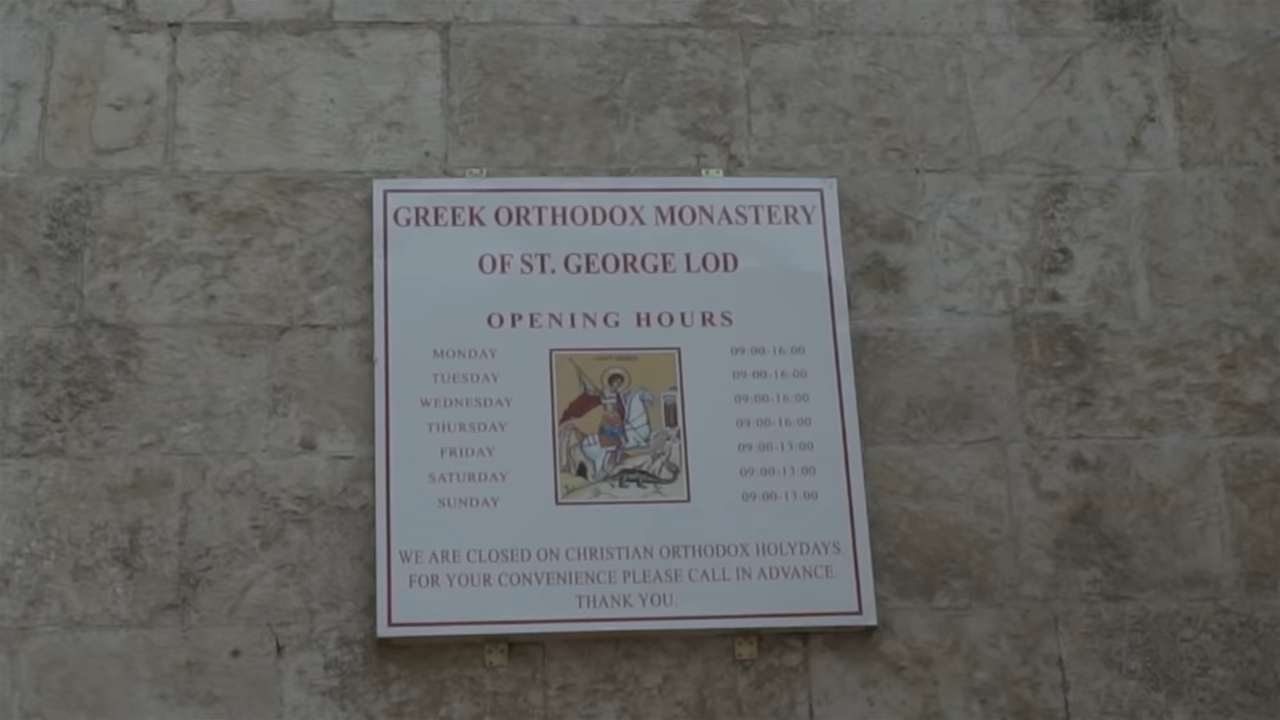 GREEK ORTHODOX MONASTERY
OF ST. GEORGE LOD
OPENING HOURS
MONDAY 09:00-16:00
TUESDAY 09:00-16:00
WEDNESDAY 09:00-16:00
THURSDAY 09:00-16:00
FRIDAY 09:00-13:00
SATURDAY 09:00-13:00
SUNDAY 09:00-13:00
WE ARE CLOSED ON CHRISTIAN ORTHODOX HOLYDAYS.
FOR YOUR CONVENIENCE PLEASE CALL IN ADVANCE.
THANK YOU.